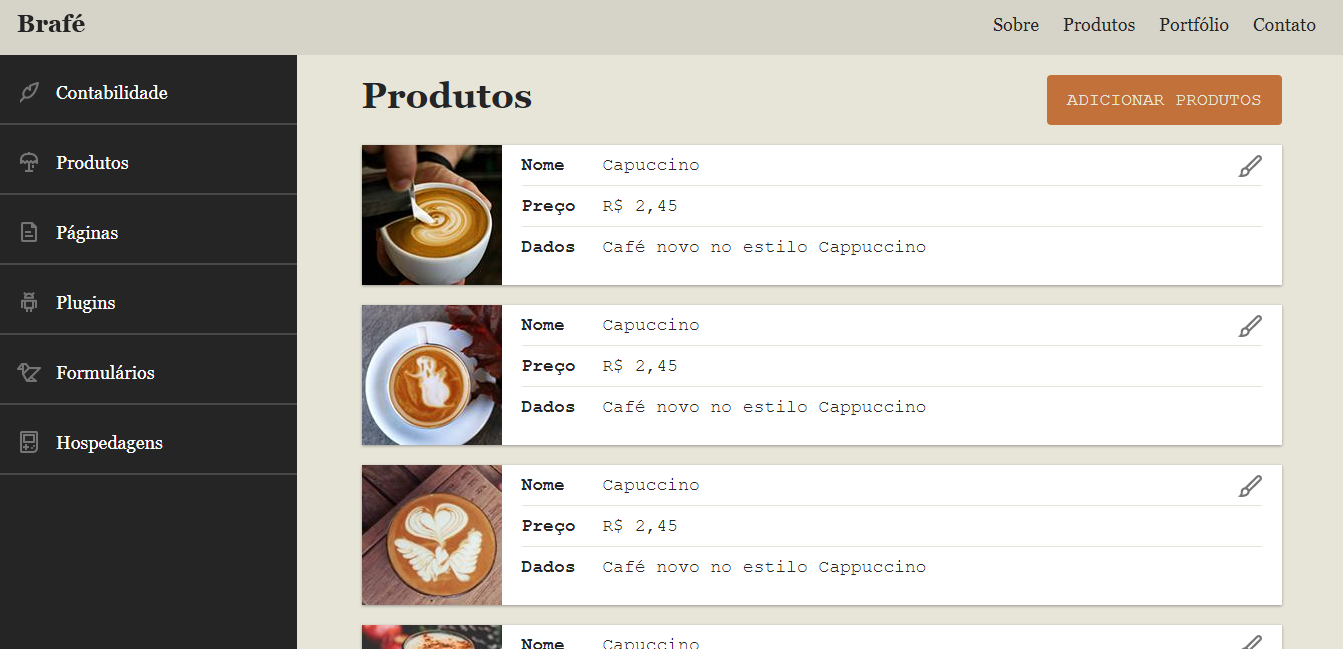 Brafé
Sobre Produtos Portfólio Contato
Contabilidade
Produtos
Páginas
Plugins
Formulários
Hospedagens
Produtos
ADICIONAR PRODUTOS
Nome Capuccino
Preço R$ 2,45
Dados Café novo no estilo Cappuccino
Nome Capuccino
Preço R$ 2,45
Dados Café novo no estilo Cappuccino
Nome Capuccino
Preço R$ 2,45
Dados Café novo no estilo Cappuccino
Nome Capuccino